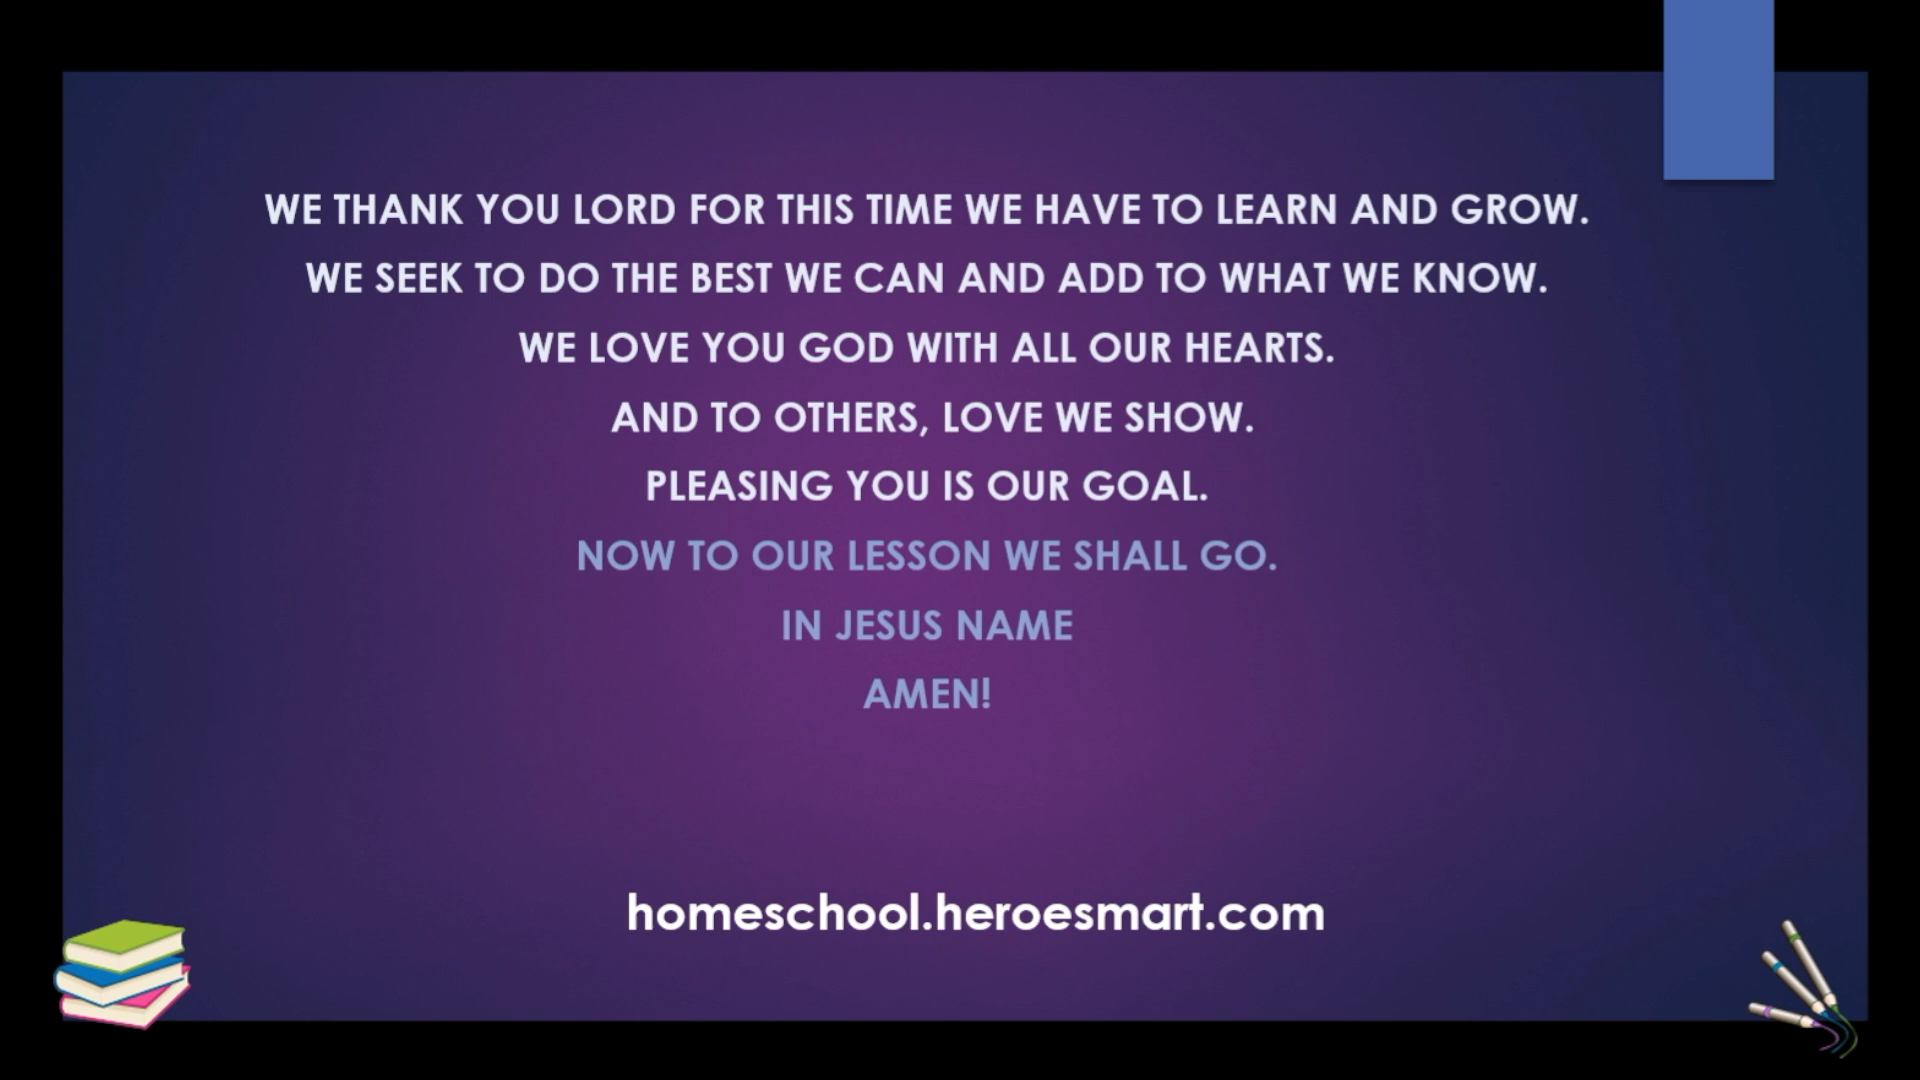 WE THANK YOU LORD FOR THIS TIME WE HAVE TO LEARN AND GROW.
WE SEEK TO DO THE BEST WE CAN AND ADD TO WHAT WE KNOW.
WE LOVE YOU GOD WITH ALL OUR HEARTS.
AND TO OTHERS, LOVE WE SHOW.
PLEASING YOU IS OUR GOAL.
NOW TO OUR LESSON WE SHALL GO.
IN JESUS NAME
AMEN!
homeschool.heroesmart.com